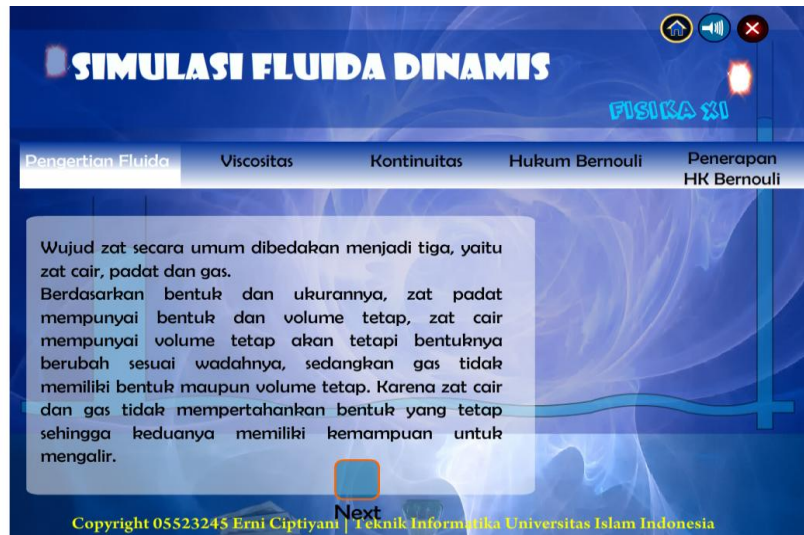 SIMULASI FLUIDA DINAMIS
FISIKA XI
Pengertian Fluida
Viscositas
Kontinuitas
Hukum Bernouli
Penerapan
HK Bernouli
Wujud zat secara umum dibedakan menjadi tiga, yaitu
zat cair, padat dan gas.
Berdasarkan bentuk dan ukurannya, zat padat
mempunyai bentuk dan volume tetap, zat cair
mempunyai volume tetap akan tetapi bentuknya
berubah sesuai wadahnya, sedangkan gas tidak
memiliki bentuk maupun volume tetap. Karena zat cair
dan gas tidak mempertahankan bentuk yang tetap
sehingga keduanya memiliki kemampuan untuk
mengalir.
Next
Copyright 05523245 Erni Ciptiyani | Teknik Informatika Universitas Islam Indonesia